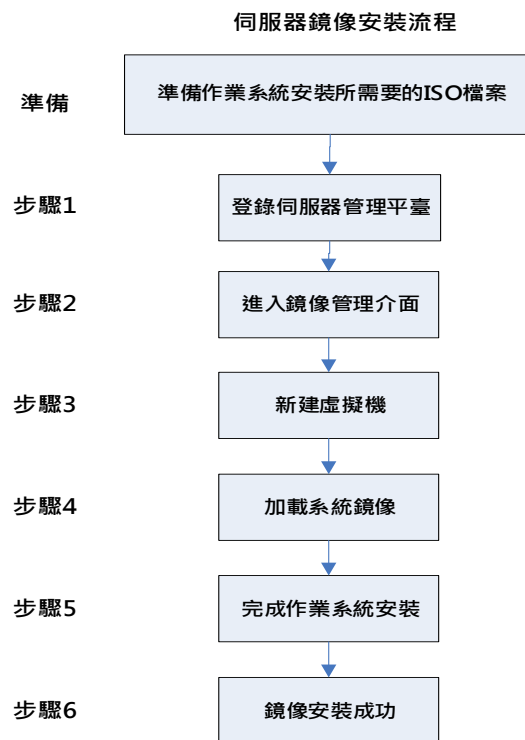 伺服器鏡像安裝流程
準備
準備作業系統安裝所需要的ISO檔案
步驟1
登錄伺服器管理平臺
步驟2
進入鏡像管理介面
步驟3
新建虛擬機
步驟4
加載系統鏡像
步驟5
完成作業系統安裝
步驟6
鏡像安裝成功